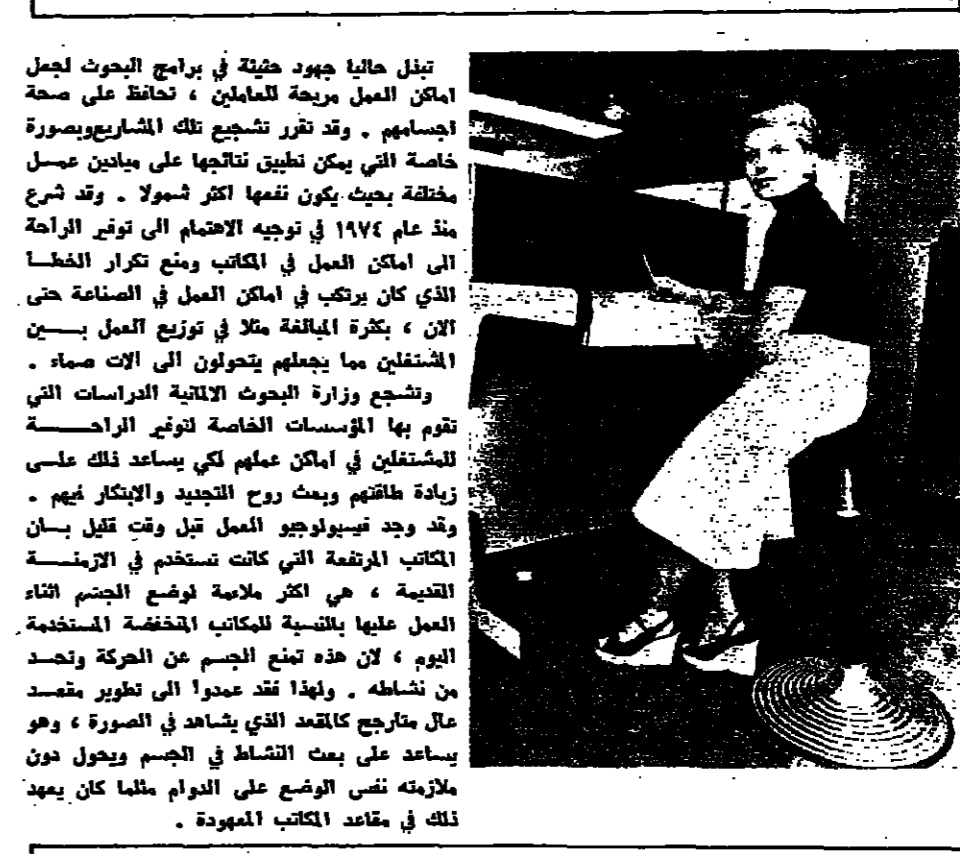 تبذل حاليا جهود حثيثة في برامج البحوث لجعل
اماكن العمل مريحة للعاملين ، تحافظ على صحة
اجسامهم . وقد تقرر تشجيع تلك المشاريع وبصورة
خاصة التي يمكن تطبيق نتائجها على ميادين عمل
مختلفة بحيث يكون نفعها اكثر شمولا . وقد شرع
منذ عام ١٩٧٤ في توجيه الاهتمام الى توفير الراحة
الى اماكن العمل في المكاتب ومنع تكرار الخطأ
الذي كان يرتكب في اماكن العمل في الصناعة حتى
الان ، بكثرة المبالغة مثلا في توزيع العمل بين
المشتغلين مما يجعلهم يتحولون الى الات صماء .
وتشجع وزارة البحوث الالمانية الدراسات التي
تقوم بها المؤسسات الخاصة لتوفير الراحة
للمشتغلين في اماكن عملهم لكي يساعد ذلك على
زيادة طاقتهم وبعث روح التجديد والابتكار فيهم .
وقد وجد فيسيولوجيو العمل قبل وقت قليل بان
المكاتب المرتفعة التي كانت تستخدم في الازمنة
القديمة ، هي اكثر ملاءمة لوضع الجسم اثناء
العمل عليها بالنسبة للمكاتب المنخفضة المستخدمة
اليوم ، لان هذه تمنع الجسم عن الحركة وتحد
من نشاطه . ولهذا فقد عمدوا الى تطوير مقعد
عال متارجح كالمقعد الذي يشاهد في الصورة ، وهو
يساعد على بعث النشاط في الجسم ويحول دون
ملازمته نفس الوضع على الدوام مثلما كان يعهد
ذلك في مقاعد المكاتب المعهودة .